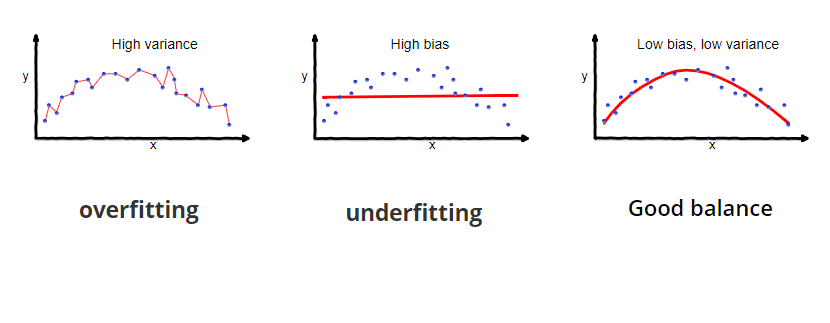 High variance
y
x
overfitting
High bias
y
x
underfitting
Low bias, low variance
y
x
Good balance